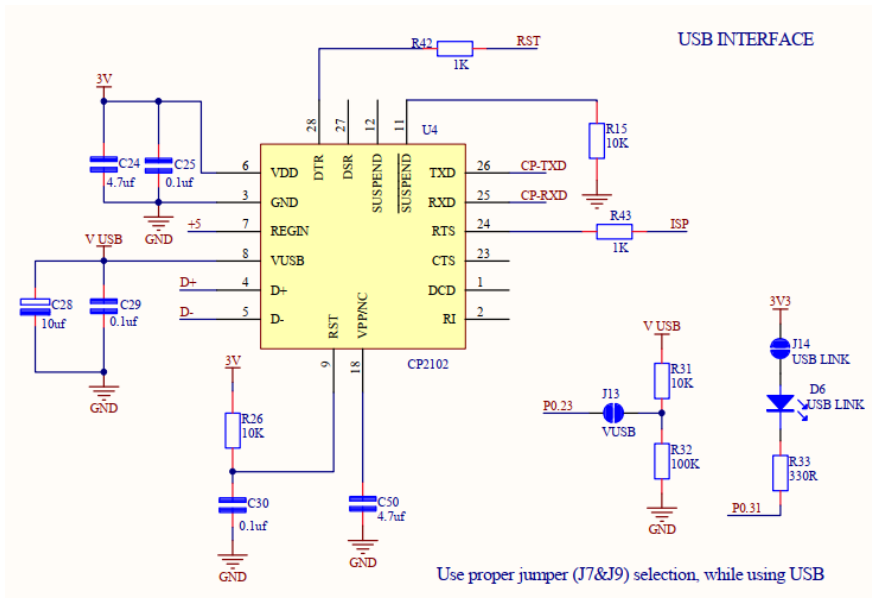 USB INTERFACE
R42
1K
RST
3V
C24
4.7uf
C25
0.1uf
GND
28
27
12
11
U4
R15
10K
6
VDD
DTR
DSR
SUSPEND
SUSPEND
TXD
26
CP-TXD
3
GND
RXD
25
CP-RXD
+5
7
REGIN
RTS
24
R43
1K
ISP
V USB
8
VUSB
CTS
23
D+
4
D+
DCD
1
D-
5
D-
RI
2
C28
10uf
C29
0.1uf
GND
RST
VPP/NC
9
18
CP2102
3V
R26
10K
C30
0.1uf
GND
C50
4.7uf
GND
V USB
R31
10K
P0.23
J13
VUSB
R32
100K
GND
3V3
J14
USB LINK
D6
USB LINK
R33
330R
P0.31
Use proper jumper (J7&J9) selection, while using USB